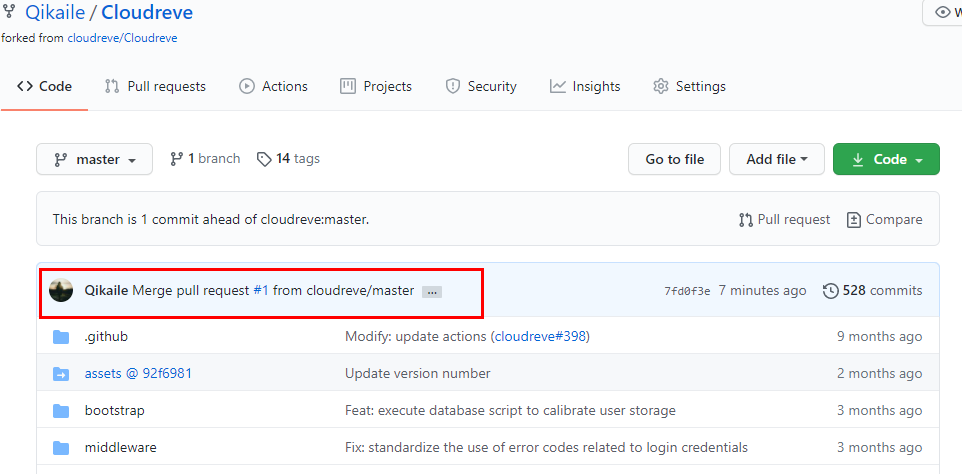 Qikaile / Cloudreve
forked from cloudreve/Cloudreve
Code Pull requests Actions Projects Security Insights Settings
master 1 branch 14 tags Go to file Add file Code
This branch is 1 commit ahead of cloudreve:master. Pull request Compare
Qikaile Merge pull request #1 from cloudreve/master ... 7fd0f3e 7 minutes ago 528 commits
.github Modify: update actions (cloudreve#398) 9 months ago
assets @ 92f6981 Update version number 2 months ago
bootstrap Feat: execute database script to calibrate user storage 3 months ago
middleware Fix: standardize the use of error codes related to login credentials 3 months ago